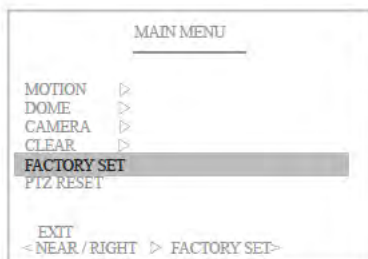 MAIN MENU
MOTION ▷
DOME ▷
CAMERA ▷
CLEAR ▷
FACTORY SET
PTZ RESET
EXIT
< NEAR / RIGHT ▷ FACTORY SET>